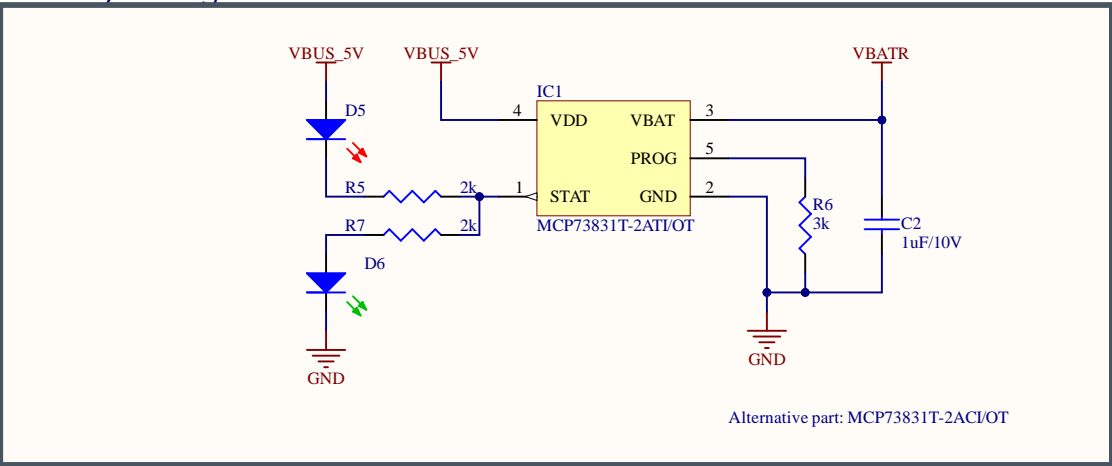 VBUS_5V
VBUS_5V
VBATR
IC1
D5
4
VDD
VBAT
3
PROG
5
R5
2k
1
STAT
GND
2
R6
3k
R7
2k
MCP73831T-2ATI/OT
C2
1uF/10V
D6
GND
GND
Alternative part: MCP73831T-2ACI/OT